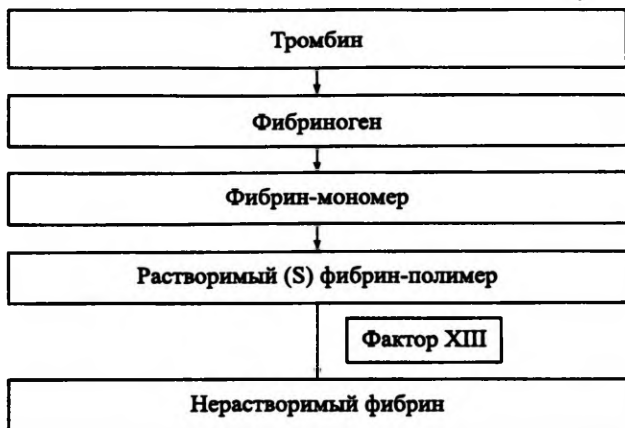 Тромбин
Фибриноген
Фибрин-мономер
Растворимый (S) фибрин-полимер
Фактор XIII
Нерастворимый фибрин